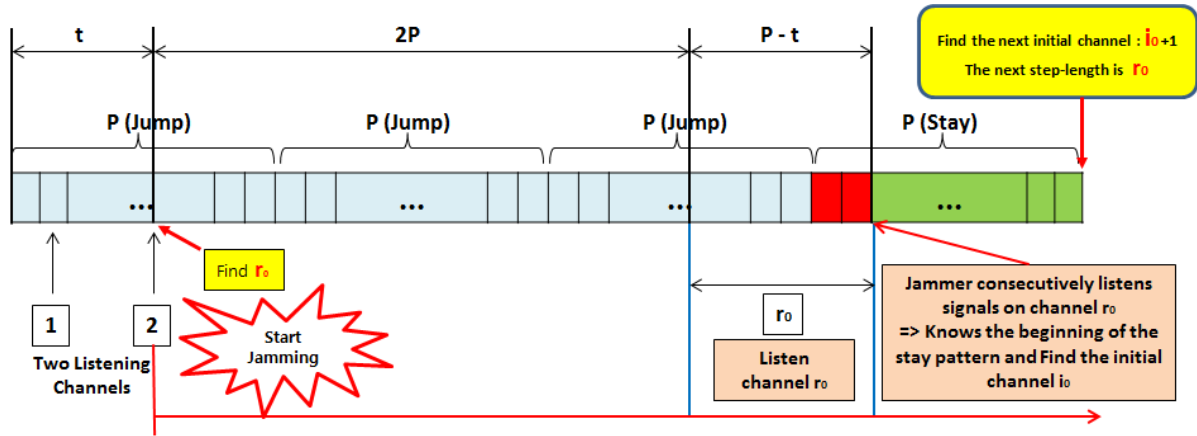 t
2P
P - t
Find the next initial channel : i₀+1
The next step-length is r₀
P (Jump)
P (Jump)
P (Jump)
P (Stay)
...
...
...
...
Find r₀
1
2
Two Listening
Channels
Start
Jamming
r₀
Listen
channel r₀
Jammer consecutively listens
signals on channel r₀
=> Knows the beginning of the
stay pattern and Find the initial
channel i₀